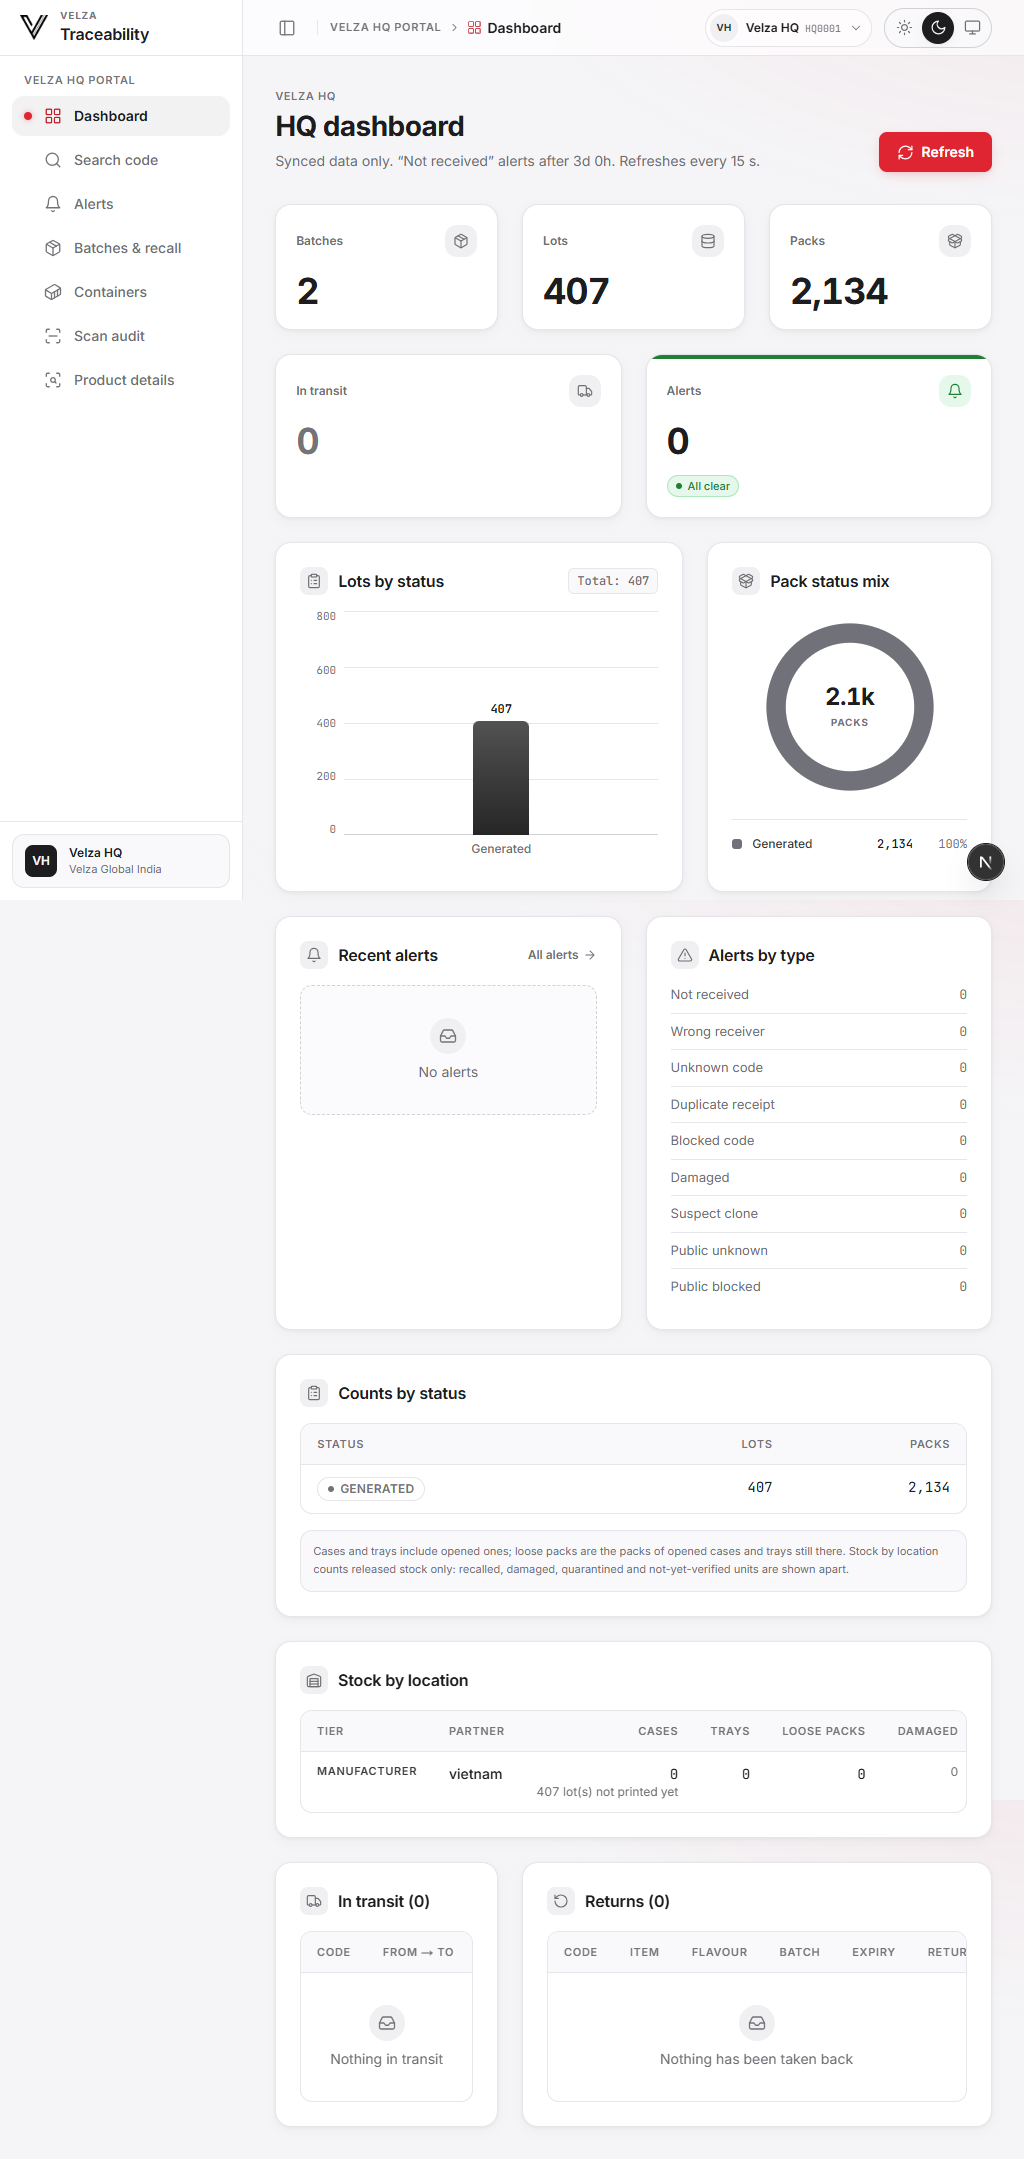 VELZA
Traceability
VELZA HQ PORTAL
Dashboard
Search code
Alerts
Batches & recall
Containers
Scan audit
Product details
VH
Velza HQ
Velza Global India
VELZA HQ PORTAL > Dashboard
VH Velza HQ HQ0001
VELZA HQ
HQ dashboard
Synced data only. “Not received” alerts after 3d 0h. Refreshes every 15 s.
Refresh
Batches
2
Lots
407
Packs
2,134
In transit
0
Alerts
0
All clear
Lots by status
Total: 407
800
600
400
200
0
407
Generated
Pack status mix
2.1k
PACKS
Generated 2,134 100%
N
Recent alerts
All alerts →
No alerts
Alerts by type
Not received 0
Wrong receiver 0
Unknown code 0
Duplicate receipt 0
Blocked code 0
Damaged 0
Suspect clone 0
Public unknown 0
Public blocked 0
Counts by status
STATUS LOTS PACKS
GENERATED 407 2,134
Cases and trays include opened ones; loose packs are the packs of opened cases and trays still there. Stock by location
counts released stock only: recalled, damaged, quarantined and not-yet-verified units are shown apart.
Stock by location
TIER PARTNER CASES TRAYS LOOSE PACKS DAMAGED
MANUFACTURER vietnam 0 0 0 0
407 lot(s) not printed yet
In transit (0)
CODE FROM → TO
Nothing in transit
Returns (0)
CODE ITEM FLAVOUR BATCH EXPIRY RETUR
Nothing has been taken back